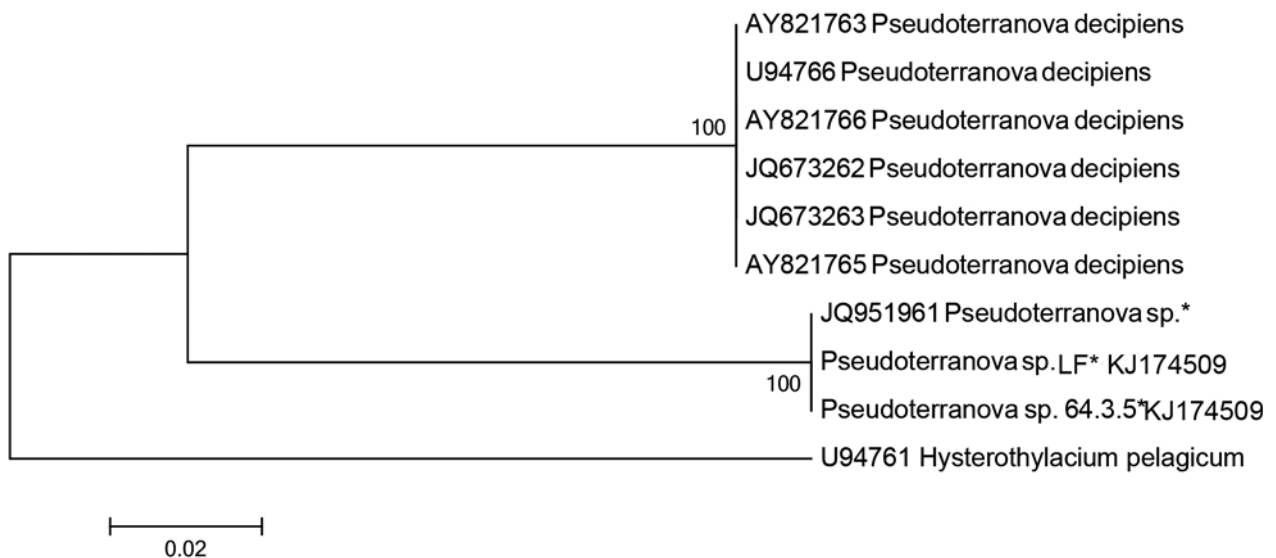 AY821763 Pseudoterranova decipiens
U94766 Pseudoterranova decipiens
AY821766 Pseudoterranova decipiens
100
JQ673262 Pseudoterranova decipiens
JQ673263 Pseudoterranova decipiens
AY821765 Pseudoterranova decipiens
JQ951961 Pseudoterranova sp.*
Pseudoterranova sp. LF* KJ174509
100
Pseudoterranova sp. 64.3.5*KJ174509
U94761 Hysterothylacium pelagicum
0.02